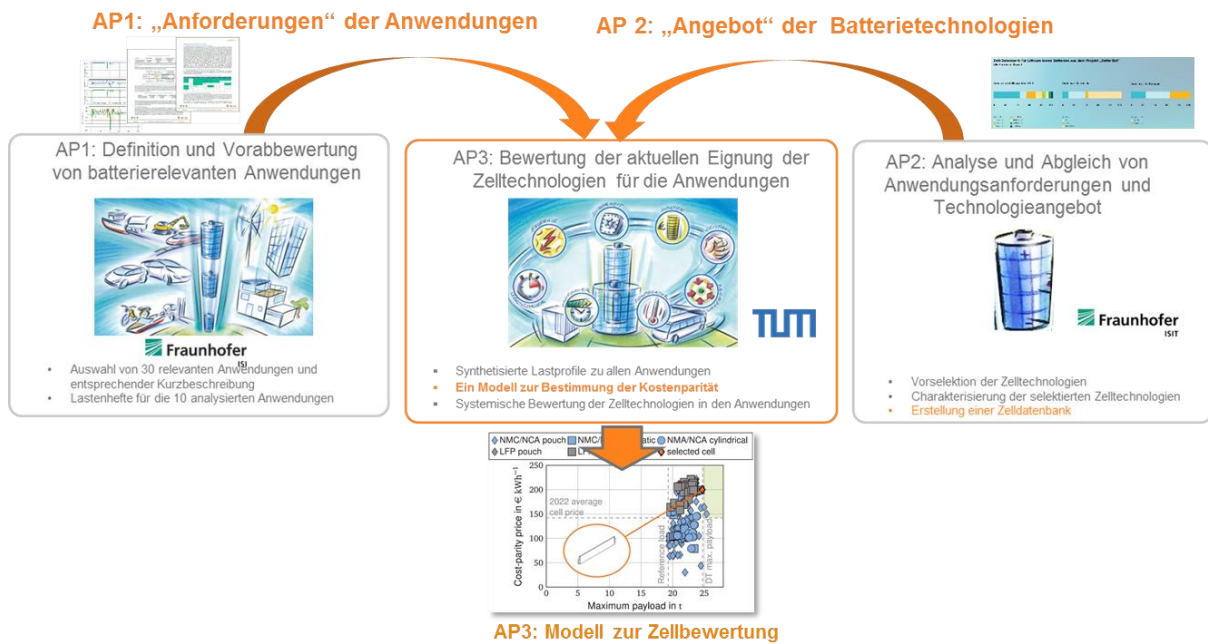 AP1: „Anforderungen“ der Anwendungen
AP 2: „Angebot“ der Batterietechnologien
AP1: Definition und Vorabbewertung
von batterierelevanten Anwendungen
Fraunhofer
ISI
• Auswahl von 30 relevanten Anwendungen und
entsprechender Kurzbeschreibung
• Lastenhefte für die 10 analysierten Anwendungen
AP3: Bewertung der aktuellen Eignung der
Zelltechnologien für die Anwendungen
TUM
• Synthetisierte Lastprofile zu allen Anwendungen
• Ein Modell zur Bestimmung der Kostenparität
• Systemische Bewertung der Zelltechnologien in den Anwendungen
AP2: Analyse und Abgleich von
Anwendungsanforderungen und
Technologieangebot
Fraunhofer
ISIT
• Vorselektion der Zelltechnologien
• Charakterisierung der selektierten Zelltechnologien
• Erstellung einer Zelldatenbank
NMC/NCA pouch NMC/ atic NMA/NCA cylindrical
LFP pouch selected cell
Cost-parity price in € kWh⁻¹
250
200
150
100
50
0
2022 average
cell price
Reference load
DT max. payload
0 5 10 15 20 25
Maximum payload in t
AP3: Modell zur Zellbewertung